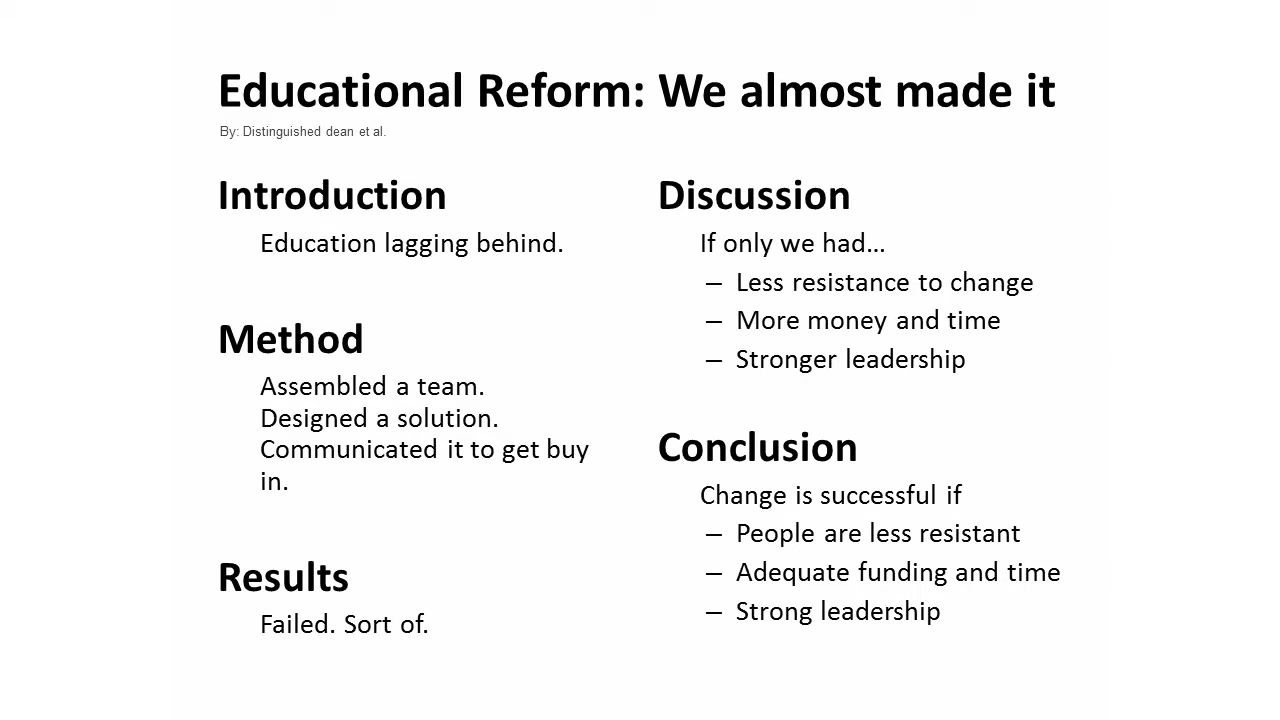 Educational Reform: We almost made it
By: Distinguished dean et al.
Introduction
Education lagging behind.
Method
Assembled a team.
Designed a solution.
Communicated it to get buy
in.
Results
Failed. Sort of.
Discussion
If only we had…
– Less resistance to change
– More money and time
– Stronger leadership
Conclusion
Change is successful if
– People are less resistant
– Adequate funding and time
– Strong leadership